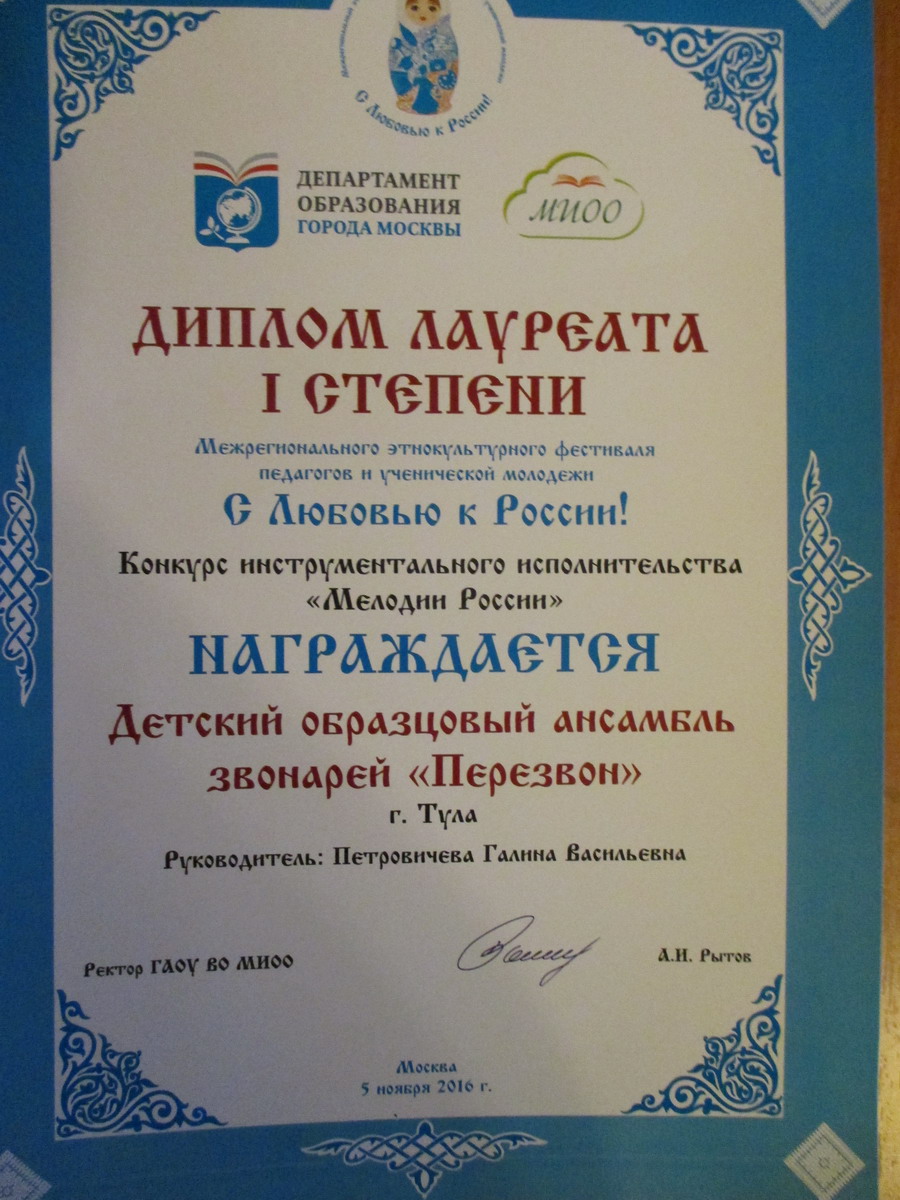 С Любовью к России!
ДЕПАРТАМЕНТ
ОБРАЗОВАНИЯ
ГОРОДА МОСКВЫ
МИОО
ДИПЛОМ ЛАУРЕАТА
I СТЕПЕНИ
Межрегионального этнокультурного фестиваля
педагогов и ученической молодежи
С Любовью к России!
Конкурс инструментального исполнительства
«Мелодии России»
НАГРАЖДАЕТСЯ
Детский образцовый ансамбль
звонарей «Перезвон»
г. Тула
Руководитель: Петровичева Галина Васильевна
Ректор ГАОУ ВО МИОО
А.И. Рытов
Москва
5 ноября 2016 г.